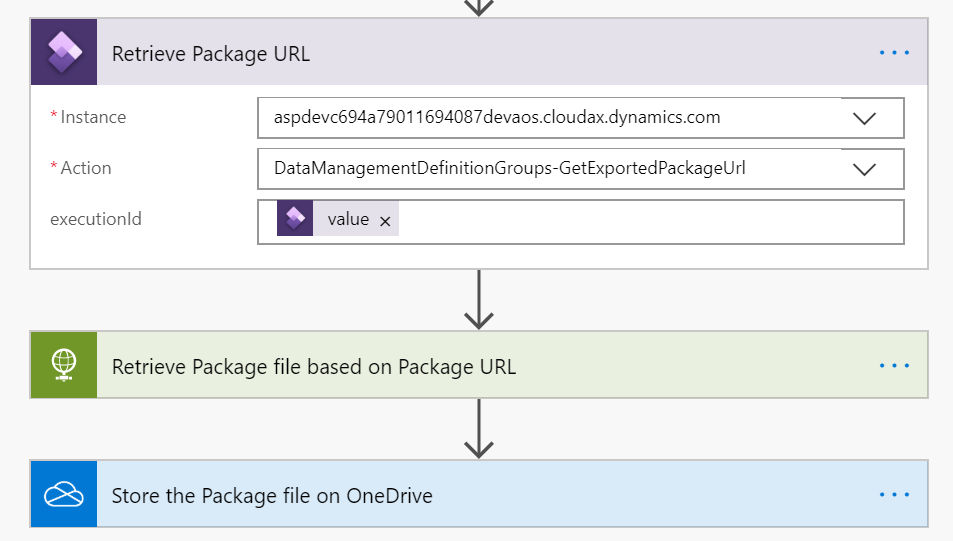 Retrieve Package URL
* Instance
aspdevc694a79011694087devaos.cloudax.dynamics.com
* Action
DataManagementDefinitionGroups-GetExportedPackageUrl
executionId
value ×
Retrieve Package file based on Package URL
Store the Package file on OneDrive